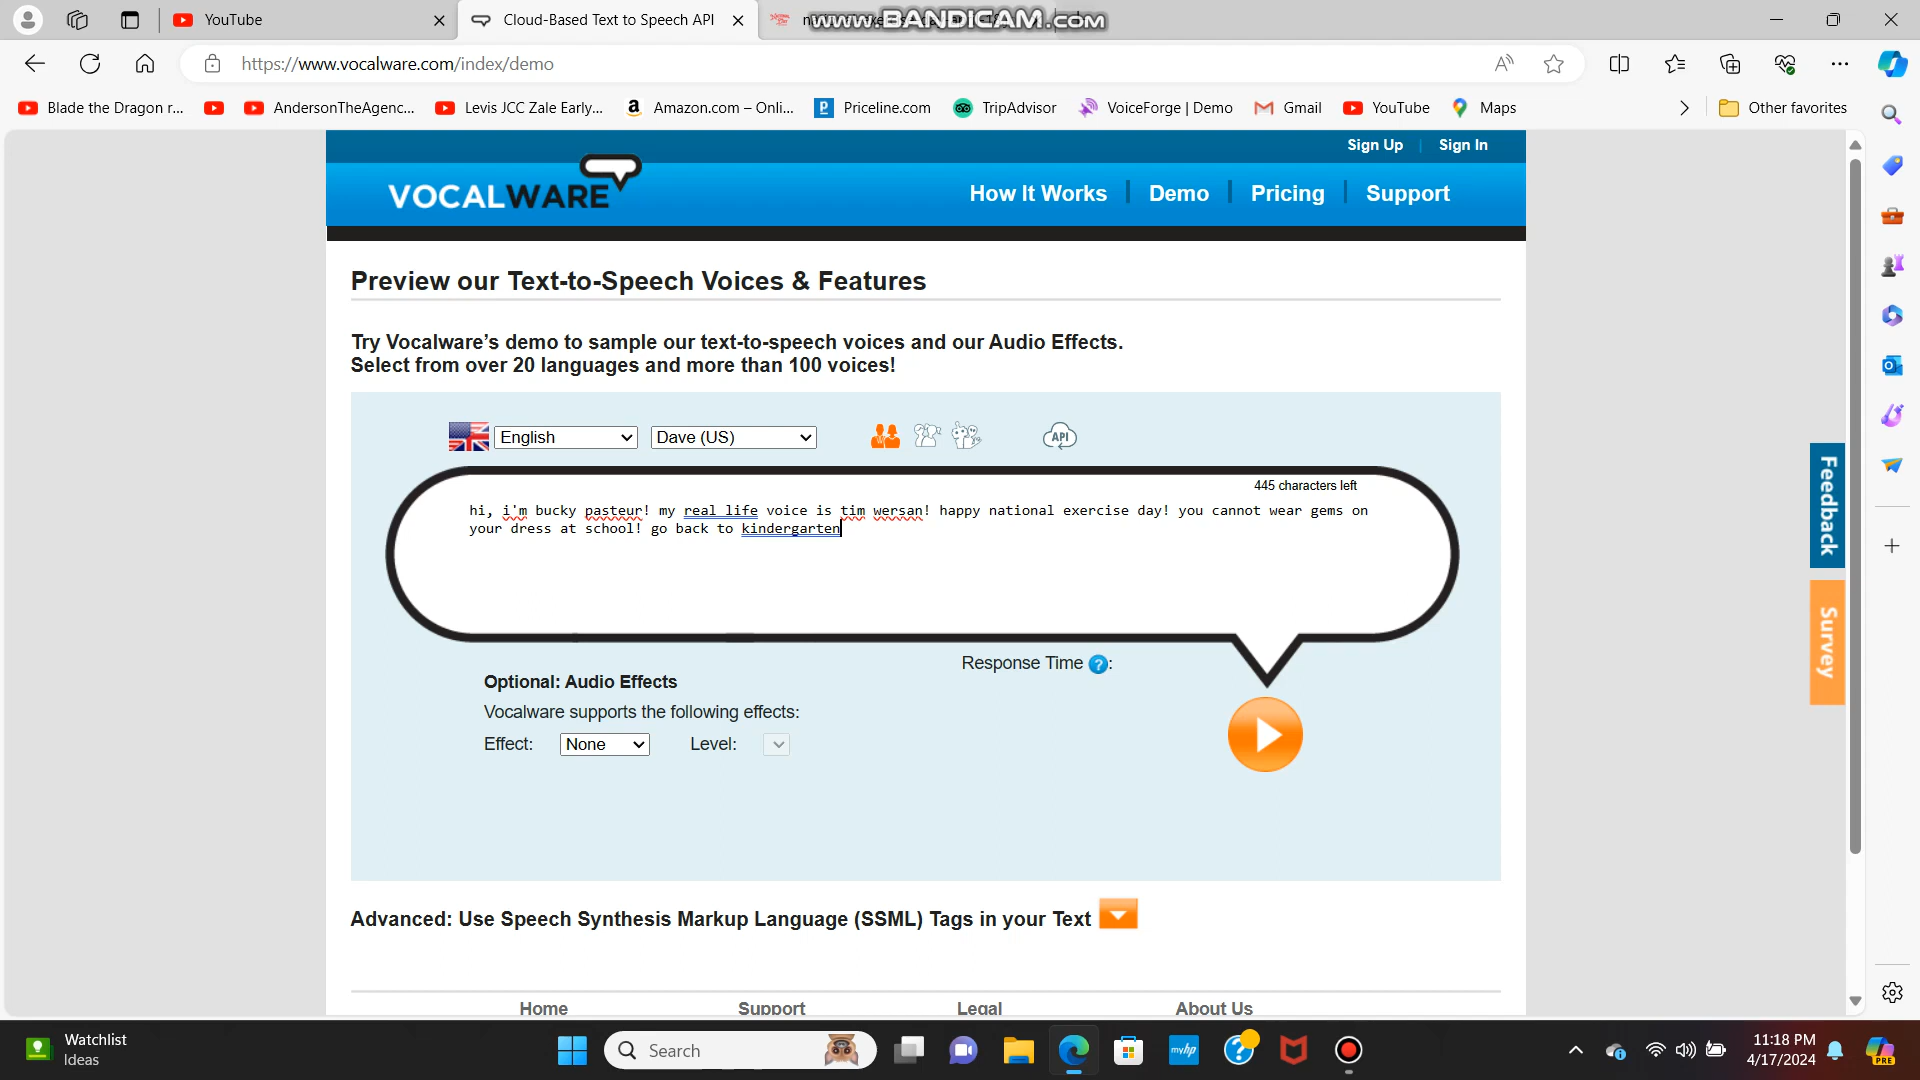 YouTube
Cloud-Based Text to Speech API
www.BANDICAM.com
https://www.vocalware.com/index/demo
Blade the Dragon r...
AndersonTheAgenc...
Levis JCC Zale Early...
Amazon.com – Onli...
Priceline.com
TripAdvisor
VoiceForge | Demo
Gmail
YouTube
Maps
Other favorites
Sign Up
Sign In
VOCALWARE
How It Works
Demo
Pricing
Support
Preview our Text-to-Speech Voices & Features
Try Vocalware's demo to sample our text-to-speech voices and our Audio Effects.
Select from over 20 languages and more than 100 voices!
English
Dave (US)
API
445 characters left
hi, i'm bucky pasteur! my real life voice is tim wersan! happy national exercise day! you cannot wear gems on
your dress at school! go back to kindergarten
Response Time ?:
Optional: Audio Effects
Vocalware supports the following effects:
Effect: None Level:
Feedback
Survey
Advanced: Use Speech Synthesis Markup Language (SSML) Tags in your Text
Home
Support
Legal
About Us
Watchlist
Ideas
Search
myhp
11:18 PM
4/17/2024
PRE